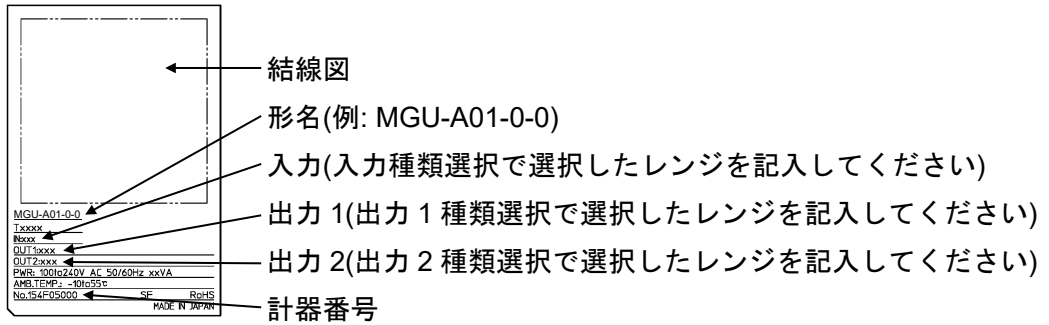 結線図
形名(例: MGU-A01-0-0)
入力(入力種類選択で選択したレンジを記入してください)
出力 1(出力 1 種類選択で選択したレンジを記入してください)
出力 2(出力 2 種類選択で選択したレンジを記入してください)
計器番号
MGU-A01-0-0
Txxxx
IN:xxx
OUT1:xxx
OUT2:xxx
PWR: 100to240V AC 50/60Hz xxVA
AMB.TEMP.: -10to55℃
No.154F05000 SF RoHS
MADE IN JAPAN